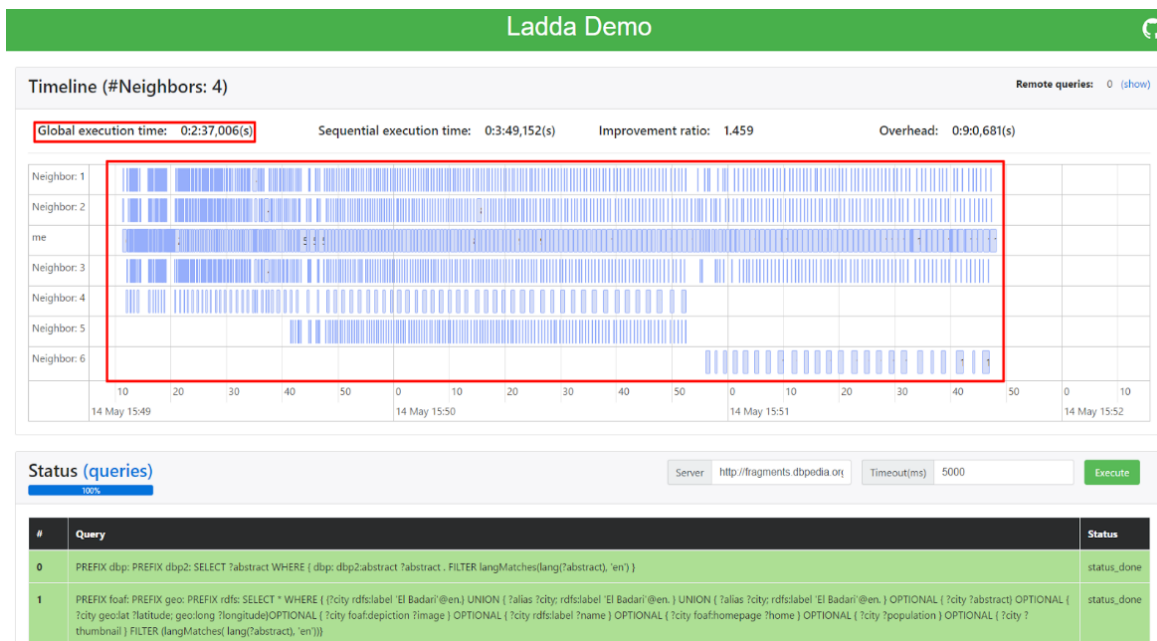 Ladda Demo
Timeline (#Neighbors: 4)
Remote queries: 0 (show)
Global execution time: 0:2:37,006(s) Sequential execution time: 0:3:49,152(s) Improvement ratio: 1.459 Overhead: 0:9:0,681(s)
Neighbor: 1
Neighbor: 2
me
Neighbor: 3
Neighbor: 4
Neighbor: 5
Neighbor: 6
10 20 30 40 50 0 10 20 30 40 50 0 10 20 30 40 50 0 10
14 May 15:49 14 May 15:50 14 May 15:51 14 May 15:52
Status (queries)
100%
Server http://fragments.dbpedia.org Timeout(ms) 5000 Execute
# Query Status
0 PREFIX dbp: PREFIX dbp2: SELECT ?abstract WHERE { dbp: dbp2:abstract ?abstract . FILTER langMatches(lang(?abstract), 'en') } status_done
1 PREFIX foaf: PREFIX geo: PREFIX rdfs: SELECT * WHERE { {?city rdfs:label 'El Badari'@en.} UNION { ?alias ?city; rdfs:label 'El Badari'@en. } UNION { ?alias ?city; rdfs:label 'El Badari'@en. } OPTIONAL { ?city ?abstract} OPTIONAL { status_done
?city geo:lat ?latitude; geo:long ?longitude}OPTIONAL { ?city foaf:depiction ?image } OPTIONAL { ?city rdfs:label ?name } OPTIONAL { ?city foaf:homepage ?home } OPTIONAL { ?city ?population } OPTIONAL { ?city ?
thumbnail } FILTER (langMatches( lang(?abstract), 'en'))}